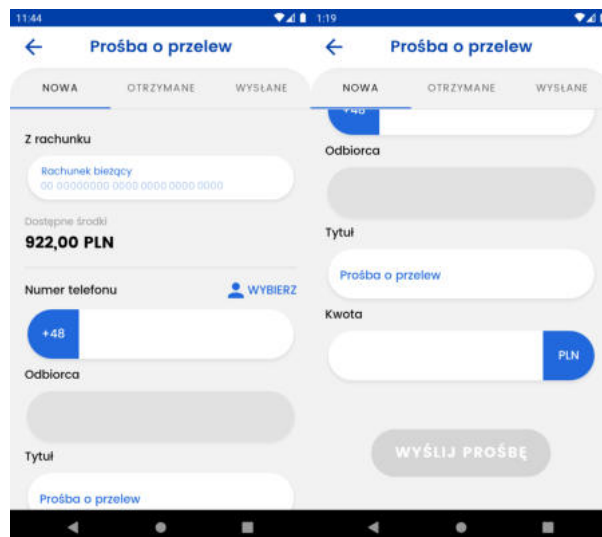 11:44
Prośba o przelew
NOWA OTRZYMANE WYSŁANE
Z rachunku
Rachunek bieżący
00 00000000 0000 0000 0000 0000
Dostępne środki
922,00 PLN
Numer telefonu WYBIERZ
+48
Odbiorca
Tytuł
Prośba o przelew
1:19
Prośba o przelew
NOWA OTRZYMANE WYSŁANE
+48
Odbiorca
Tytuł
Prośba o przelew
Kwota
PLN
WYŚLIJ PROŚBĘ